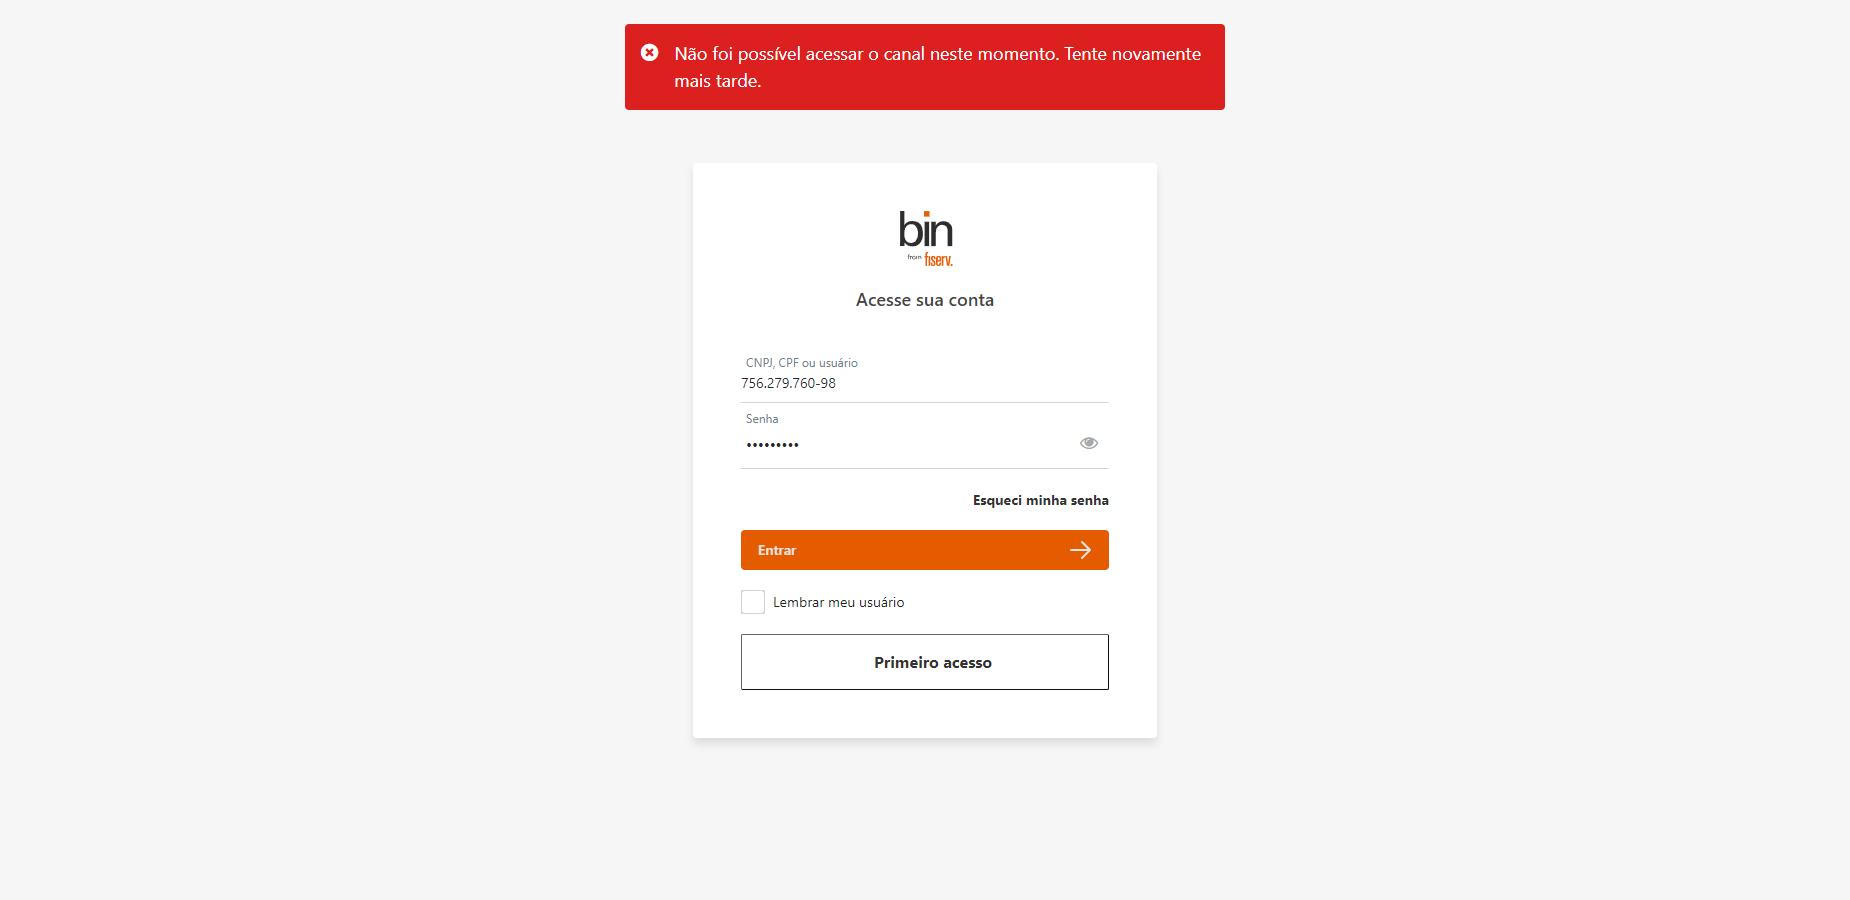 Não foi possível acessar o canal neste momento. Tente novamente
mais tarde.
bin
from fiserv.
Acesse sua conta
CNPJ, CPF ou usuário
756.279.760-98
Senha
•••••••••
Esqueci minha senha
Entrar
Lembrar meu usuário
Primeiro acesso